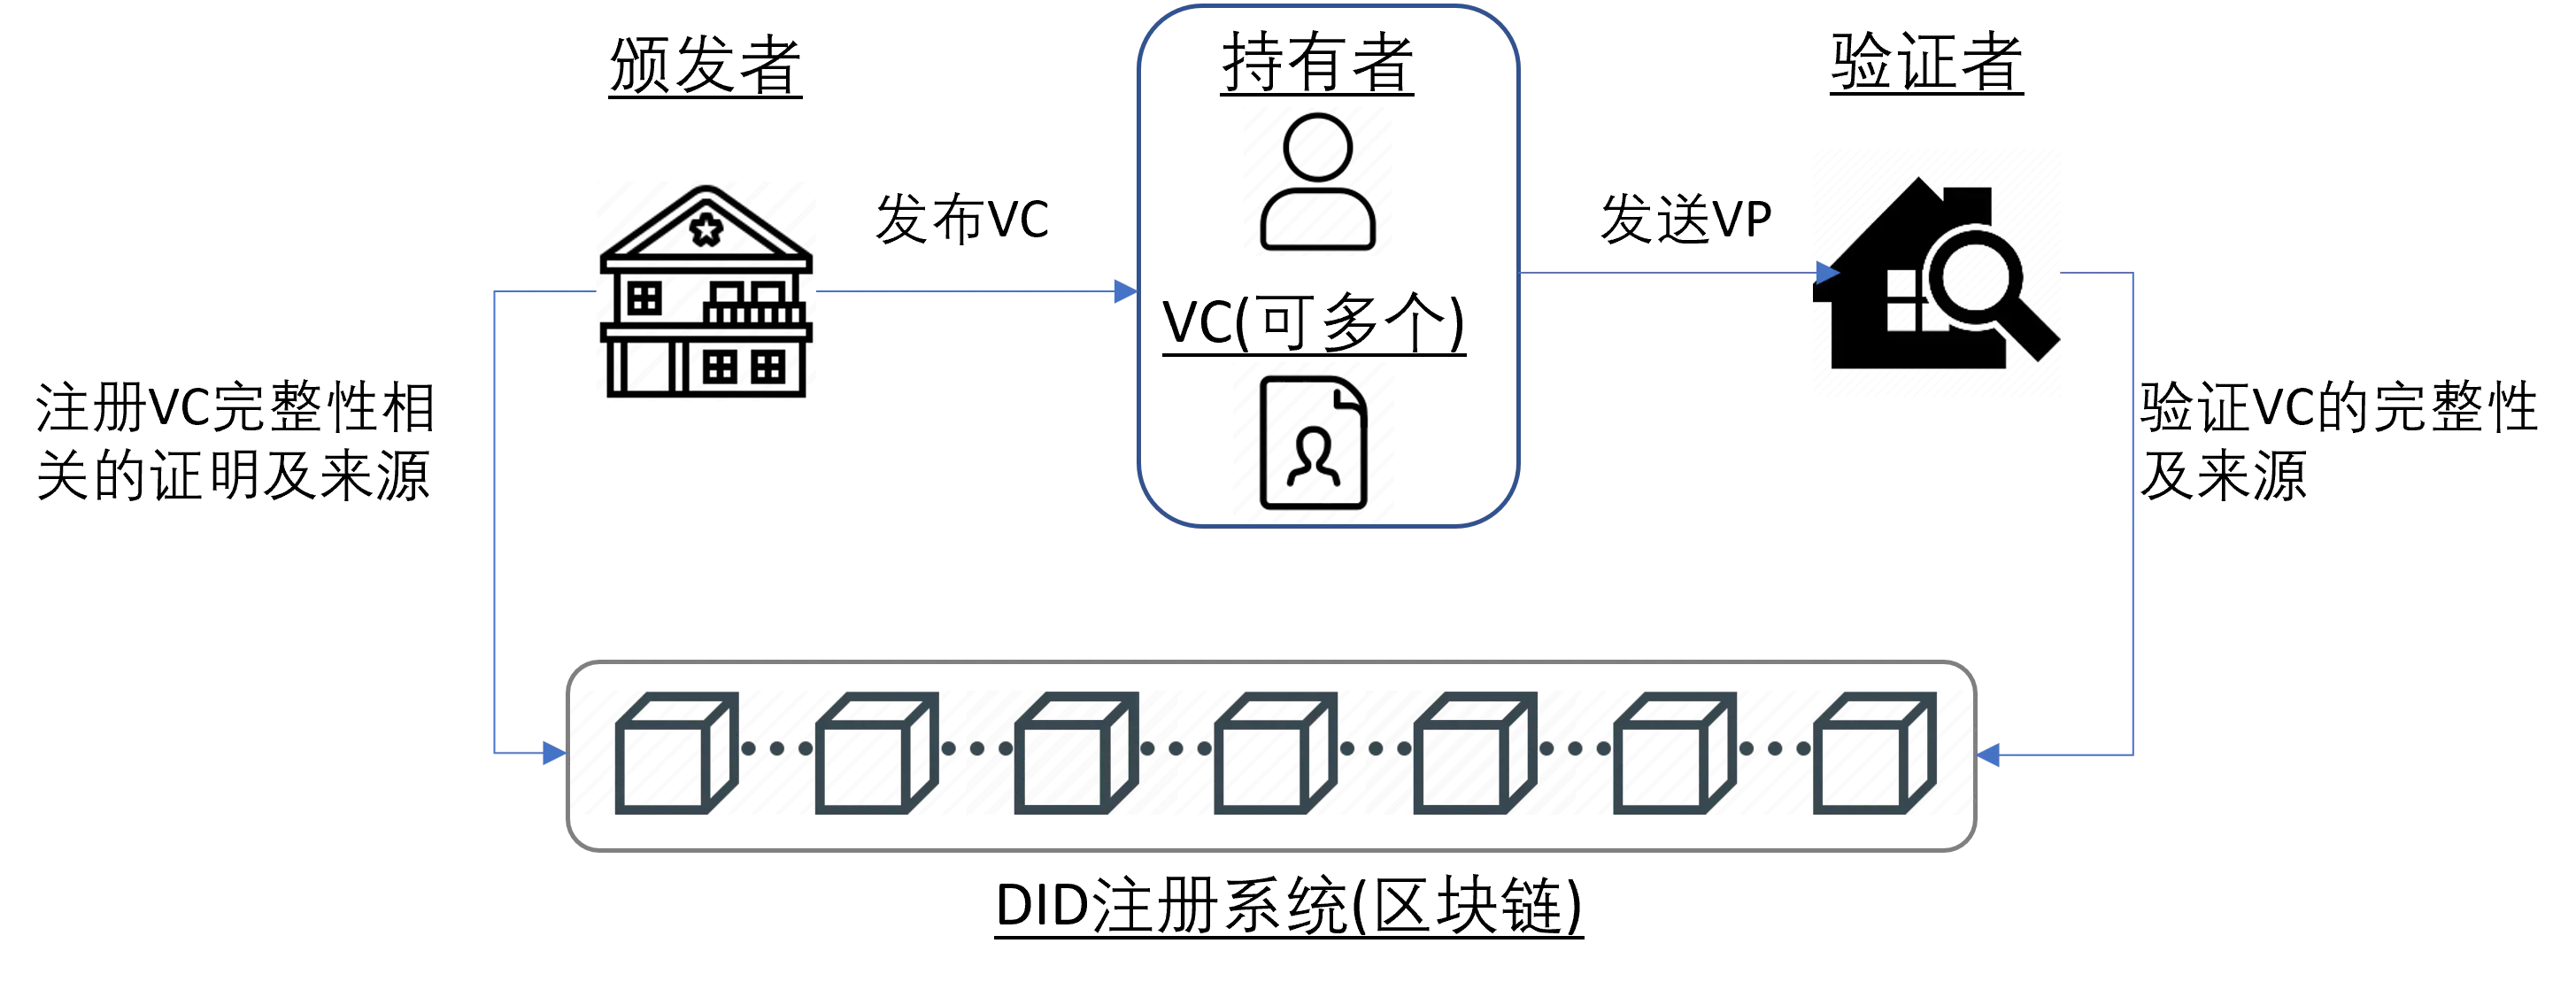 颁发者
持有者
验证者
发布VC
发送VP
VC(可多个)
注册VC完整性相
关的证明及来源
验证VC的完整性
及来源
DID注册系统(区块链)